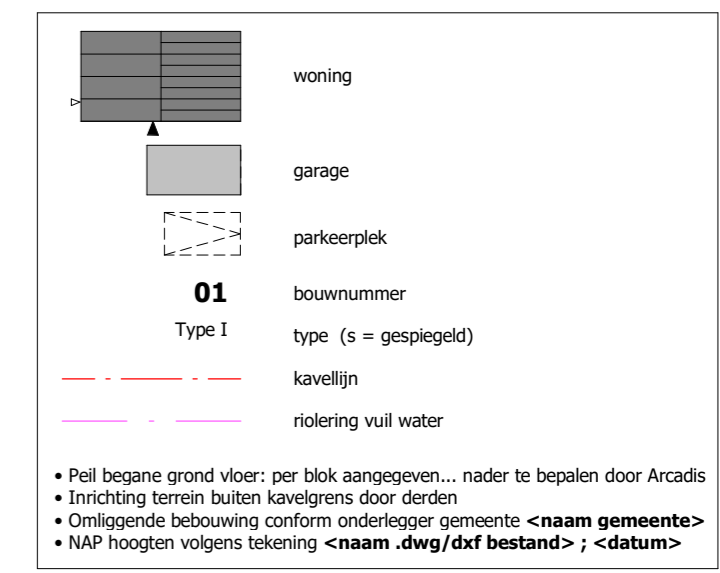 woning
garage
parkeerplek
01 bouwnummer
Type I type (s = gespiegeld)
kavellijn
riolering vuil water
• Peil begane grond vloer: per blok aangegeven... nader te bepalen door Arcadis
• Inrichting terrein buiten kavelgrens door derden
• Omliggende bebouwing conform onderlegger gemeente <naam gemeente>
• NAP hoogten volgens tekening <naam .dwg/dxf bestand> ; <datum>